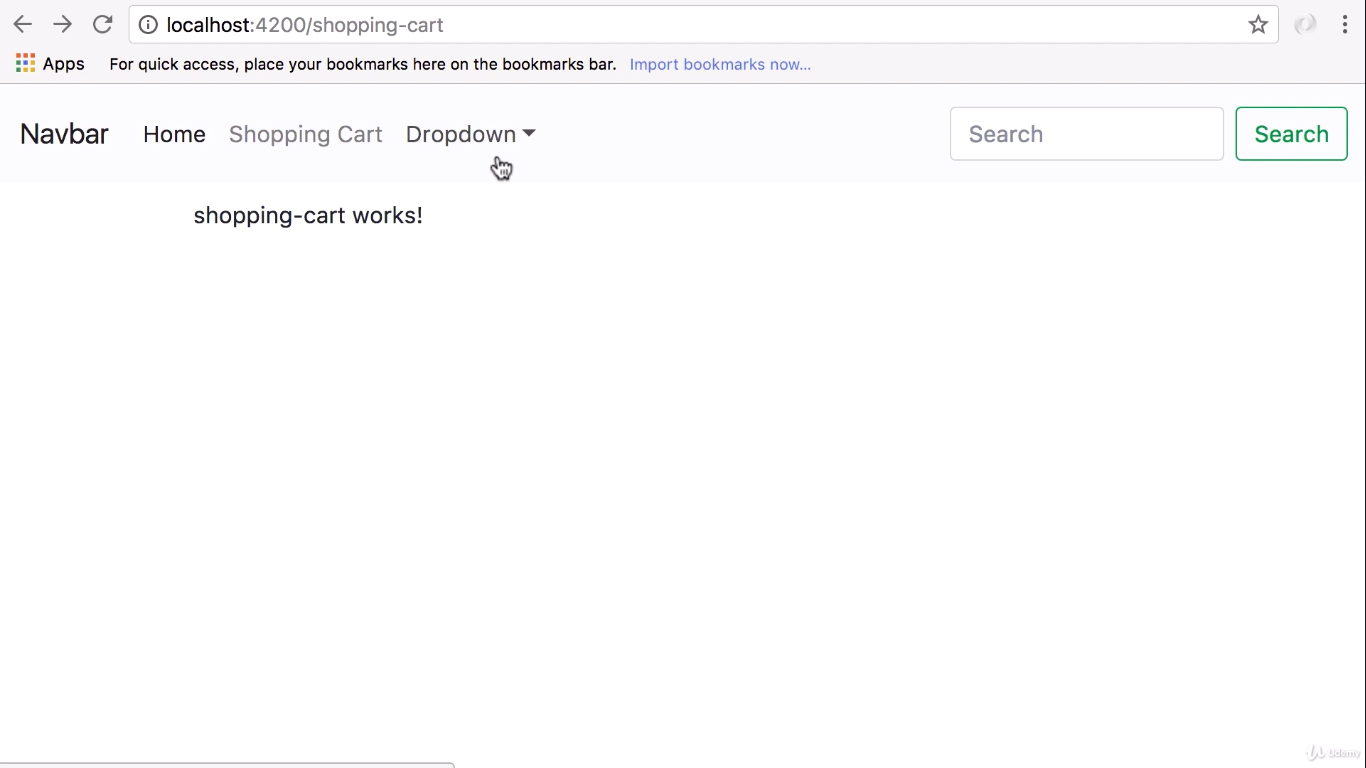 localhost:4200/shopping-cart
Apps For quick access, place your bookmarks here on the bookmarks bar. Import bookmarks now...
Navbar Home Shopping Cart Dropdown Search Search
shopping-cart works!
Udemy